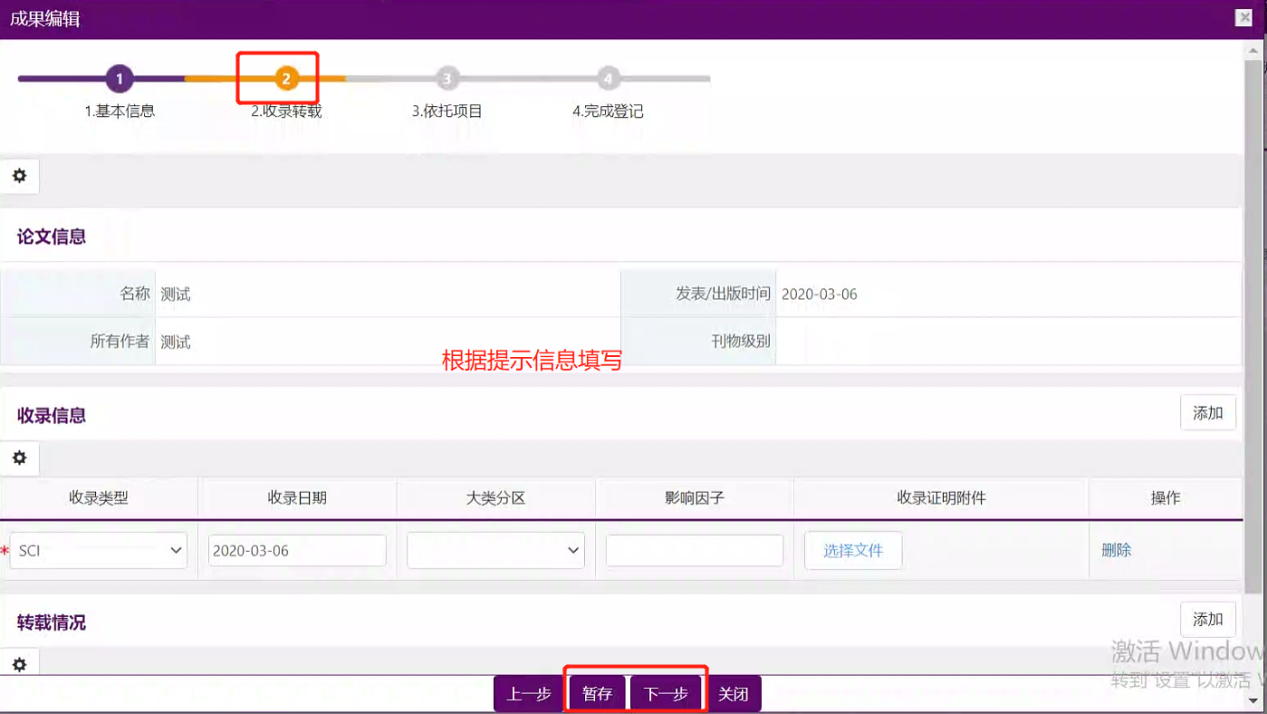 成果编辑
1 2 3 4
1.基本信息 2.收录转载 3.依托项目 4.完成登记
论文信息
名称 测试 发表/出版时间 2020-03-06
所有作者 测试 刊物级别
根据提示信息填写
收录信息 添加
收录类型 收录日期 大类分区 影响因子 收录证明附件 操作
* SCI 2020-03-06 选择文件 删除
转载情况 添加
激活 Window
转到"设置"以激活 W
上一步 暂存 下一步 关闭